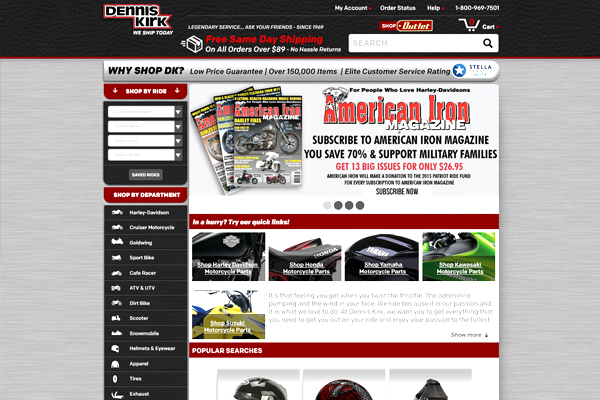 DENNIS
KIRK
WE SHIP TODAY
My Account
Order Status
Help
1-800-969-7501
LEGENDARY SERVICE... ASK YOUR FRIENDS - SINCE 1969
Free Same Day Shipping
On All Orders Over $89 - No Hassle Returns
SHOP Outlet
0
Cart
SEARCH
WHY SHOP DK? Low Price Guarantee | Over 150,000 Items | Elite Customer Service Rating
STELLA
SHOP BY RIDE
SAVED RIDES
SHOP BY DEPARTMENT
Harley-Davidson
Cruiser Motorcycle
Goldwing
Sport Bike
Cafe Racer
ATV & UTV
Dirt Bike
Scooter
Snowmobile
Helmets & Eyewear
Apparel
Tires
Exhaust
For People Who Love Harley-Davidsons
American Iron
MAGAZINE
SUBSCRIBE TO AMERICAN IRON MAGAZINE
YOU SAVE 70% & SUPPORT MILITARY FAMILIES
GET 13 BIG ISSUES FOR ONLY $26.95
AMERICAN IRON WILL MAKE A DONATION TO THE 2015 PATRIOT RIDE FUND
FOR EVERY SUBSCRIPTION TO AMERICAN IRON MAGAZINE
SUBSCRIBE NOW
In a hurry? Try our quick links!
Shop Harley Davidson
Motorcycle Parts
Shop Honda
Motorcycle Parts
Shop Yamaha
Motorcycle Parts
Shop Kawasaki
Motorcycle Parts
Shop Suzuki
Motorcycle Parts
It's that feeling you get when you twist the throttle. The adrenaline
pumping and the wind in your face. We ride because it is our passion and
it is what we love to do. At Dennis Kirk, we want you to get everything that
you need to get you out on your ride and enjoy your passion to the fullest.
Show more
POPULAR SEARCHES